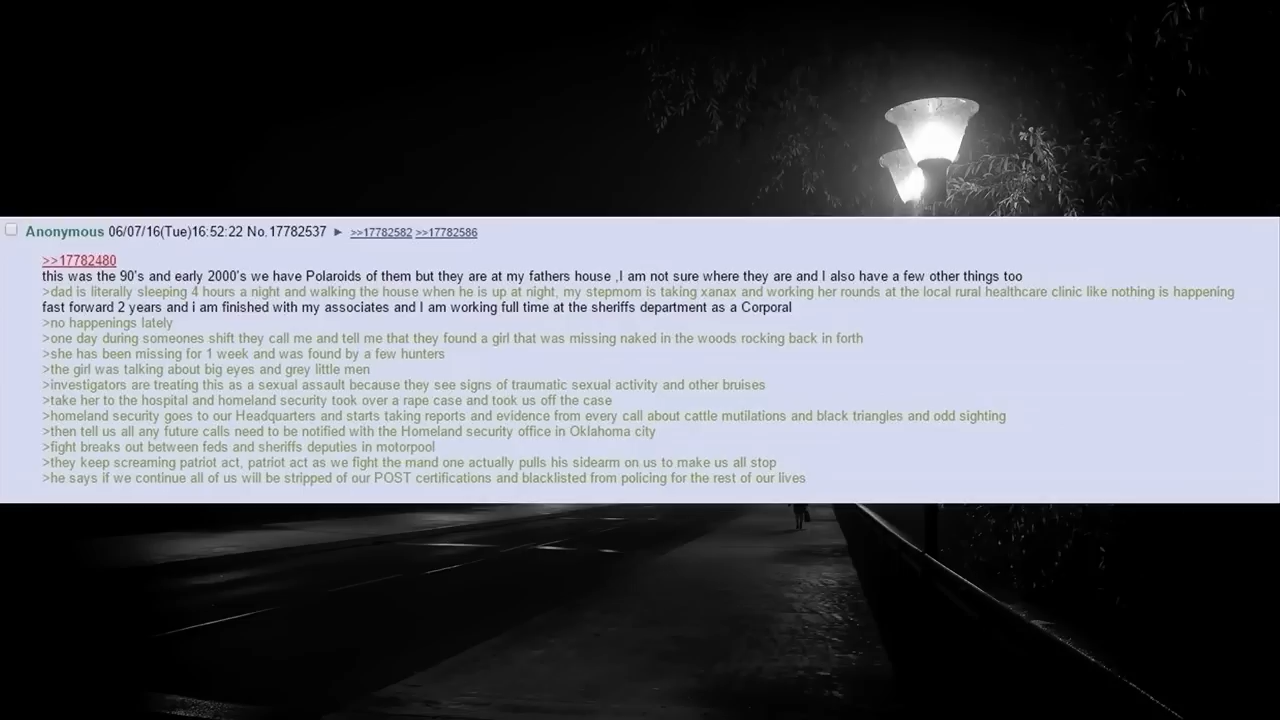 Anonymous 06/07/16(Tue)16:52:22 No.17782537 ► >>17782582 >>17782586
>>17782480
this was the 90's and early 2000's we have Polaroids of them but they are at my fathers house ,I am not sure where they are and I also have a few other things too
>dad is literally sleeping 4 hours a night and walking the house when he is up at night, my stepmom is taking xanax and working her rounds at the local rural healthcare clinic like nothing is happening
fast forward 2 years and i am finished with my associates and I am working full time at the sheriffs department as a Corporal
>no happenings lately
>one day during someones shift they call me and tell me that they found a girl that was missing naked in the woods rocking back in forth
>she has been missing for 1 week and was found by a few hunters
>the girl was talking about big eyes and grey little men
>investigators are treating this as a sexual assault because they see signs of traumatic sexual activity and other bruises
>take her to the hospital and homeland security took over a rape case and took us off the case
>homeland security goes to our Headquarters and starts taking reports and evidence from every call about cattle mutilations and black triangles and odd sighting
>then tell us all any future calls need to be notified with the Homeland security office in Oklahoma city
>fight breaks out between feds and sheriffs deputies in motorpool
>they keep screaming patriot act, patriot act as we fight the mand one actually pulls his sidearm on us to make us all stop
>he says if we continue all of us will be stripped of our POST certifications and blacklisted from policing for the rest of our lives